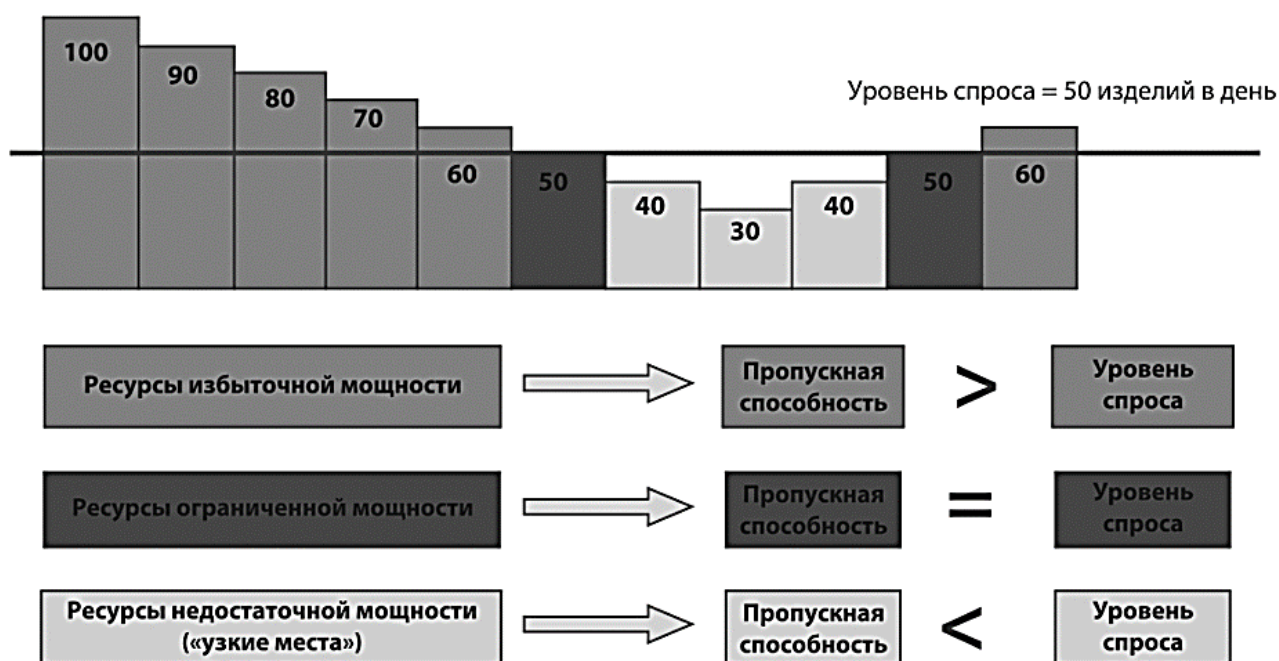 100
90
80
70
60
50
40
30
40
50
60
Уровень спроса = 50 изделий в день
Ресурсы избыточной мощности
Пропускная
способность
>
Уровень
спроса
Ресурсы ограниченной мощности
Пропускная
способность
=
Уровень
спроса
Ресурсы недостаточной мощности
(«узкие места»)
Пропускная
способность
<
Уровень
спроса